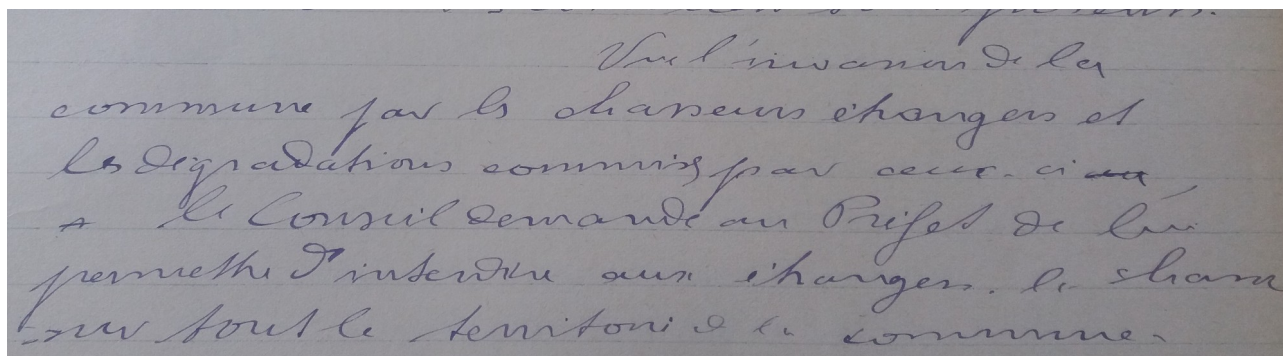 Vue l'invasion de la
commune par les chasseurs étrangers et
les dégradations commises par ceux-ci,
le Conseil demande au Préfet de lui
permettre d'interdire aux étrangers la chasse
sur tout le territoire de la commune.